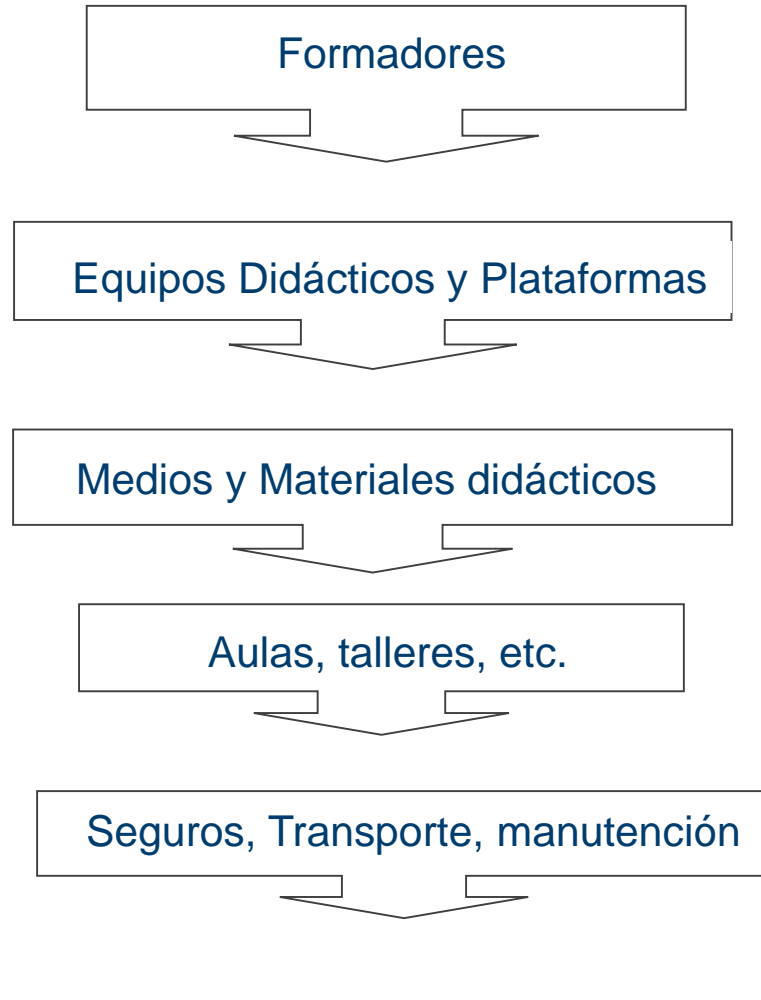 Formadores
Equipos Didácticos y Plataformas
Medios y Materiales didácticos
Aulas, talleres, etc.
Seguros, Transporte, manutención